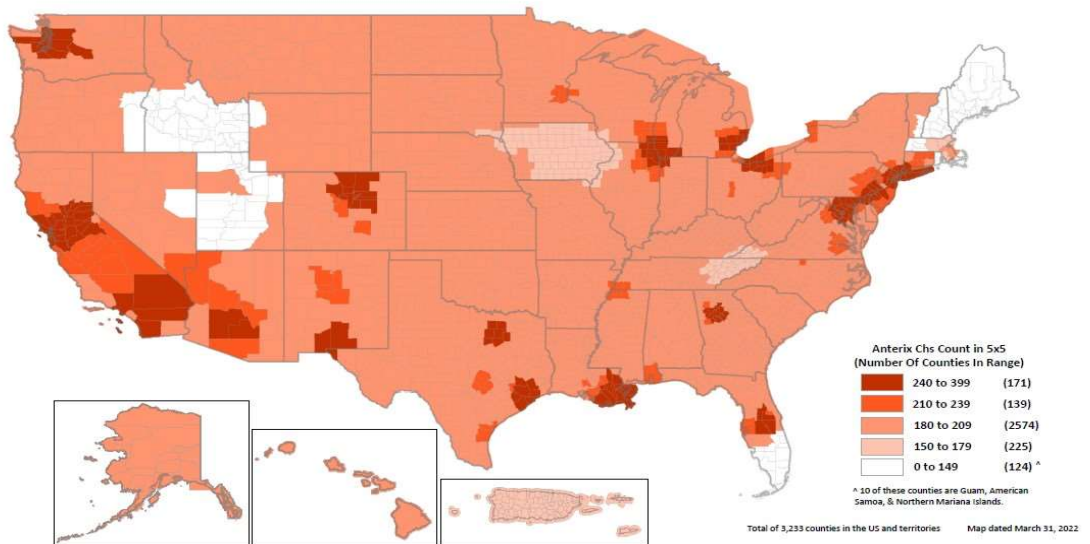 Anterix Chs Count in 5x5
(Number Of Counties In Range)
240 to 399 (171)
210 to 239 (139)
180 to 209 (2574)
150 to 179 (225)
0 to 149 (124) ^
^ 10 of these counties are Guam, American
Samoa, & Northern Mariana Islands.
Total of 3,233 counties in the US and territories Map dated March 31, 2022